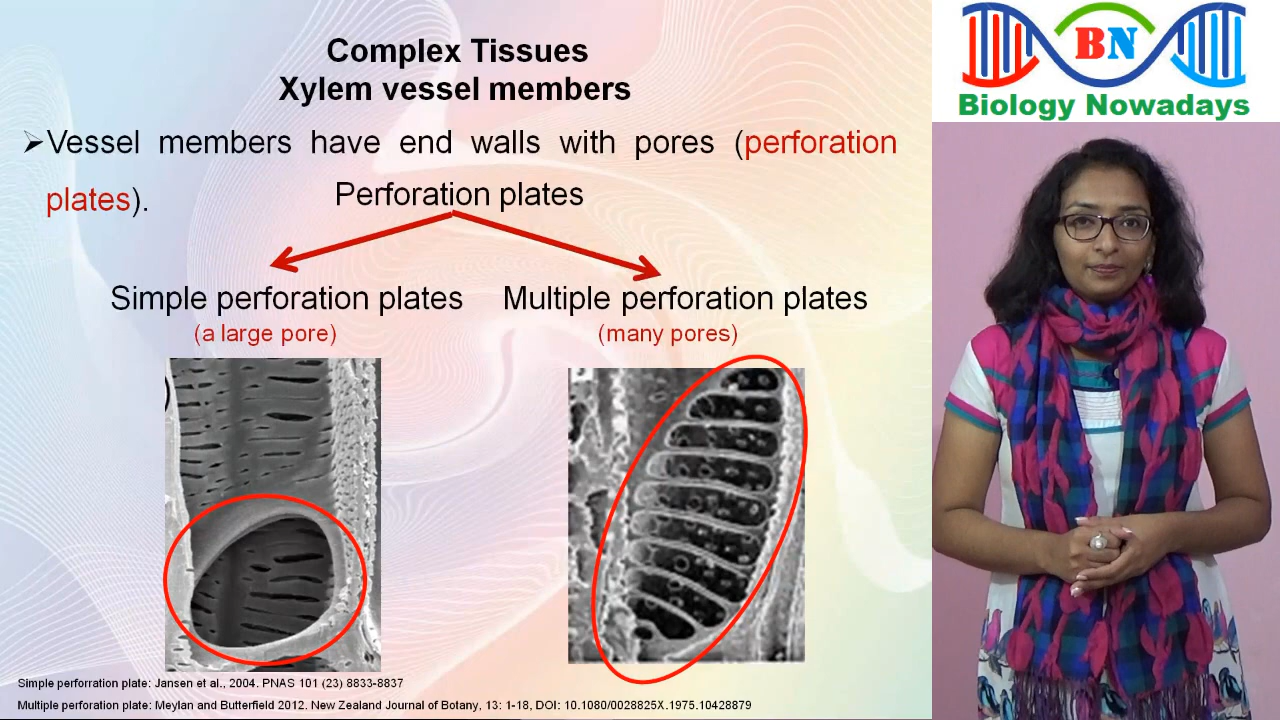 Complex Tissues
Xylem vessel members
➢Vessel members have end walls with pores (perforation
plates).
Perforation plates
Simple perforation plates
Multiple perforation plates
(a large pore)
(many pores)
Simple perforration plate: Jansen et al., 2004. PNAS 101 (23) 8833-8837
Multiple perforation plate: Meylan and Butterfield 2012. New Zealand Journal of Botany, 13: 1-18, DOI: 10.1080/0028825X.1975.10428879
BN
Biology Nowadays